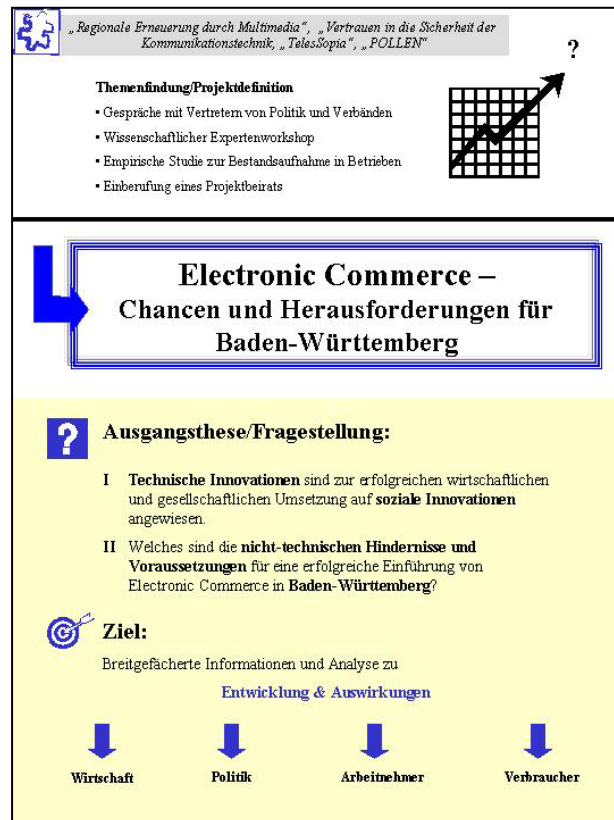 „Regionale Erneuerung durch Multimedia“, „Vertrauen in die Sicherheit der
Kommunikationstechnik, „TelesSopia“, „POLLEN“
?
Themenfindung/Projektdefinition
▪ Gespräche mit Vertretern von Politik und Verbänden
▪ Wissenschaftlicher Expertenworkshop
▪ Empirische Studie zur Bestandsaufnahme in Betrieben
▪ Einberufung eines Projektbeirats
Electronic Commerce –
Chancen und Herausforderungen für
Baden-Württemberg
? Ausgangsthese/Fragestellung:
I Technische Innovationen sind zur erfolgreichen wirtschaftlichen
und gesellschaftlichen Umsetzung auf soziale Innovationen
angewiesen.
II Welches sind die nicht-technischen Hindernisse und
Voraussetzungen für eine erfolgreiche Einführung von
Electronic Commerce in Baden-Württemberg?
Ziel:
Breitgefächerte Informationen und Analyse zu
Entwicklung & Auswirkungen
Wirtschaft Politik Arbeitnehmer Verbraucher